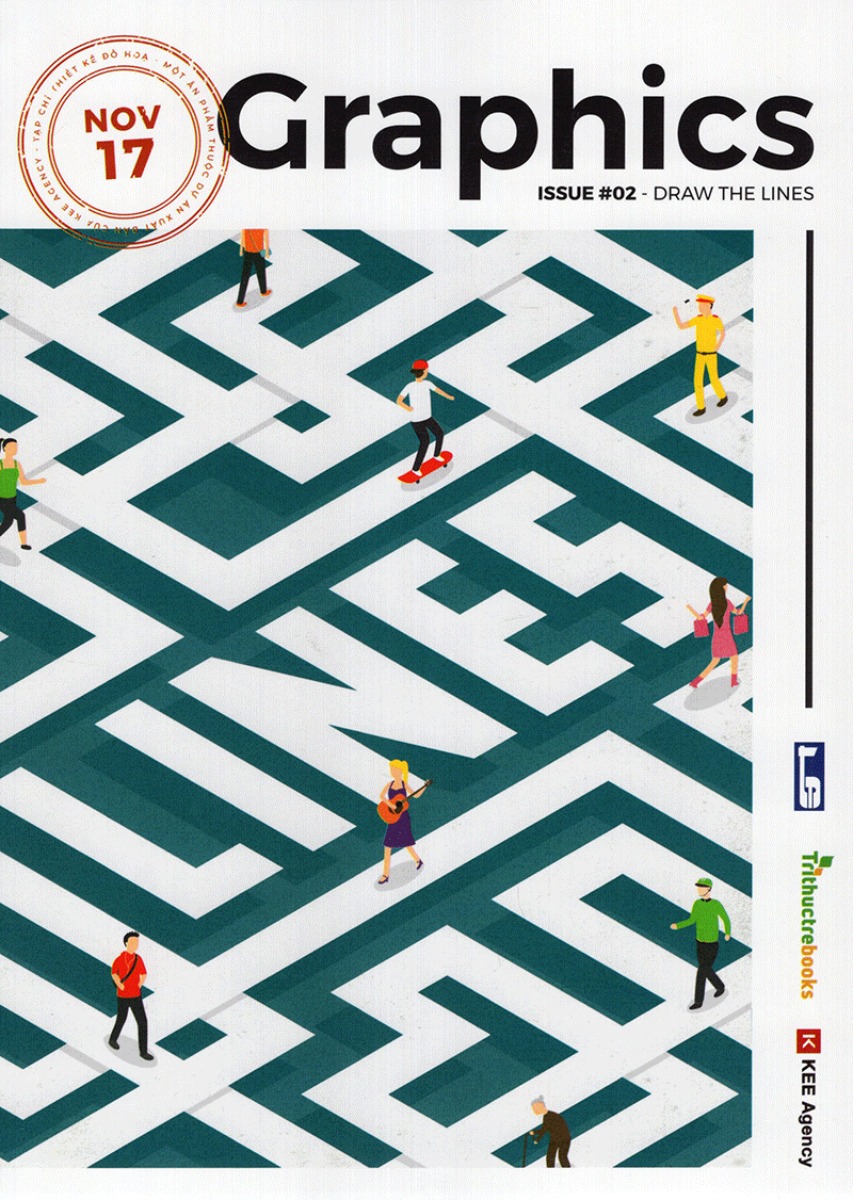 NOV
17
TẠP CHÍ THIẾT KẾ ĐỒ HỌA · MỘT ẤN PHẨM THUỘC DỰ ÁN XUẤT BẢN CỦA KEE AGENCY ·
Graphics
ISSUE #02 - DRAW THE LINES
LINES
Trithuctrebooks
K KEE Agency